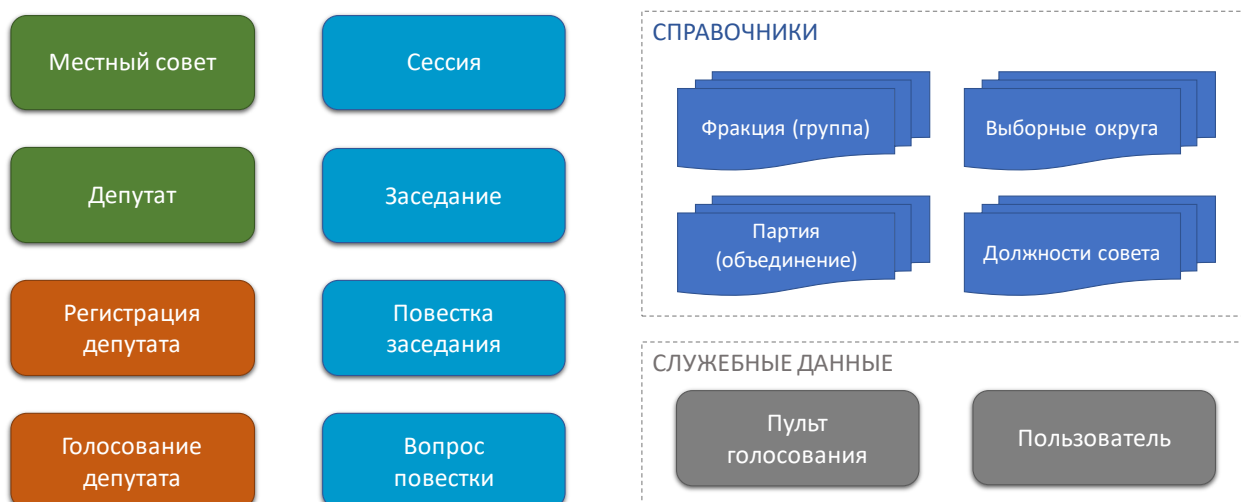 Местный совет
Депутат
Регистрация
депутата
Голосование
депутата
Сессия
Заседание
Повестка
заседания
Вопрос
повестки
СПРАВОЧНИКИ
Фракция (группа)
Выборные округа
Партия
(объединение)
Должности совета
СЛУЖЕБНЫЕ ДАННЫЕ
Пульт
голосования
Пользователь